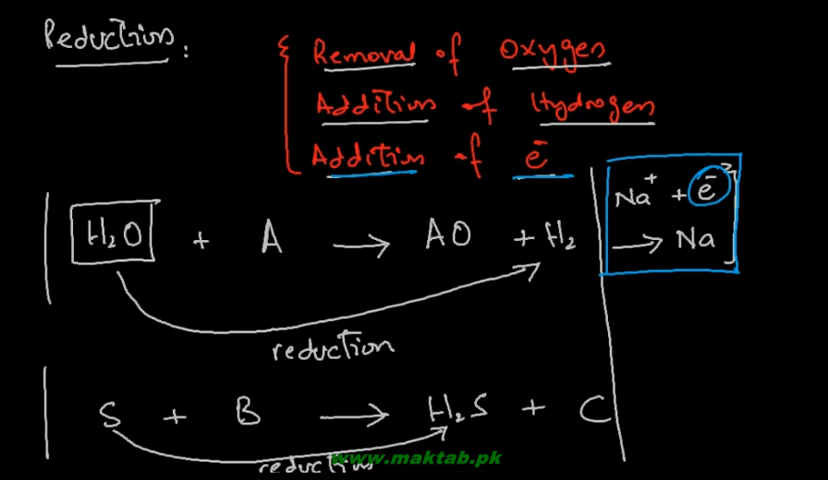 Reduction:
Removal of Oxygen
Addition of Hydrogen
Addition of e⁻
Na⁺ + e⁻
→ Na
H₂O + A → AO + H₂
reduction
S + B → H₂S + C
reduction
www.maktab.pk